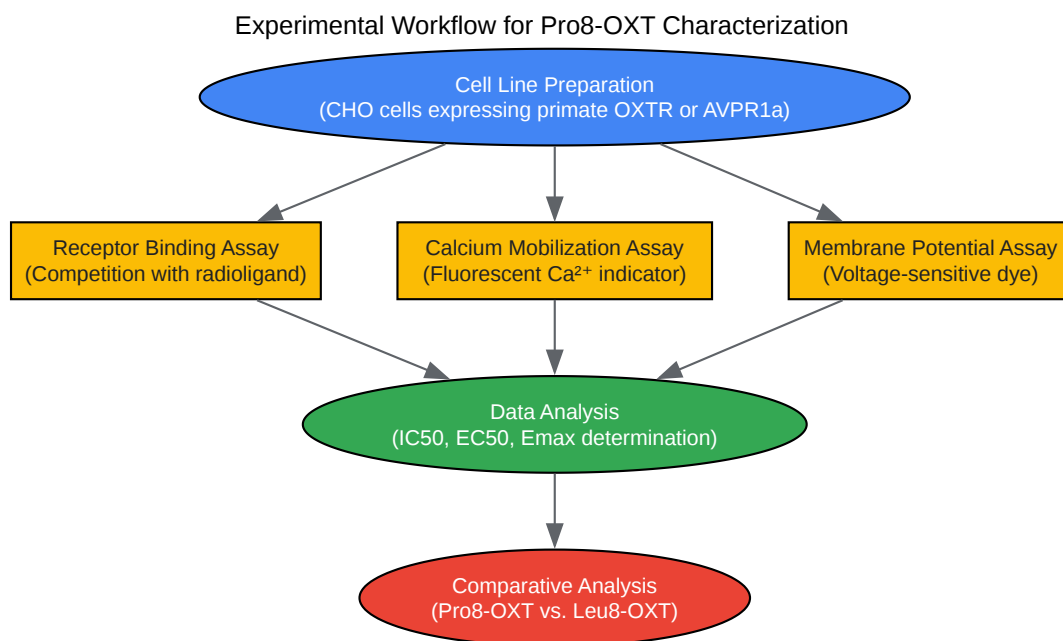 Experimental Workflow for Pro8-OXT Characterization
Cell Line Preparation
(CHO cells expressing primate OXTR or AVPR1a)
Receptor Binding Assay
(Competition with radioligand)
Calcium Mobilization Assay
(Fluorescent Ca²⁺ indicator)
Membrane Potential Assay
(Voltage-sensitive dye)
Data Analysis
(IC50, EC50, Emax determination)
Comparative Analysis
(Pro8-OXT vs. Leu8-OXT)